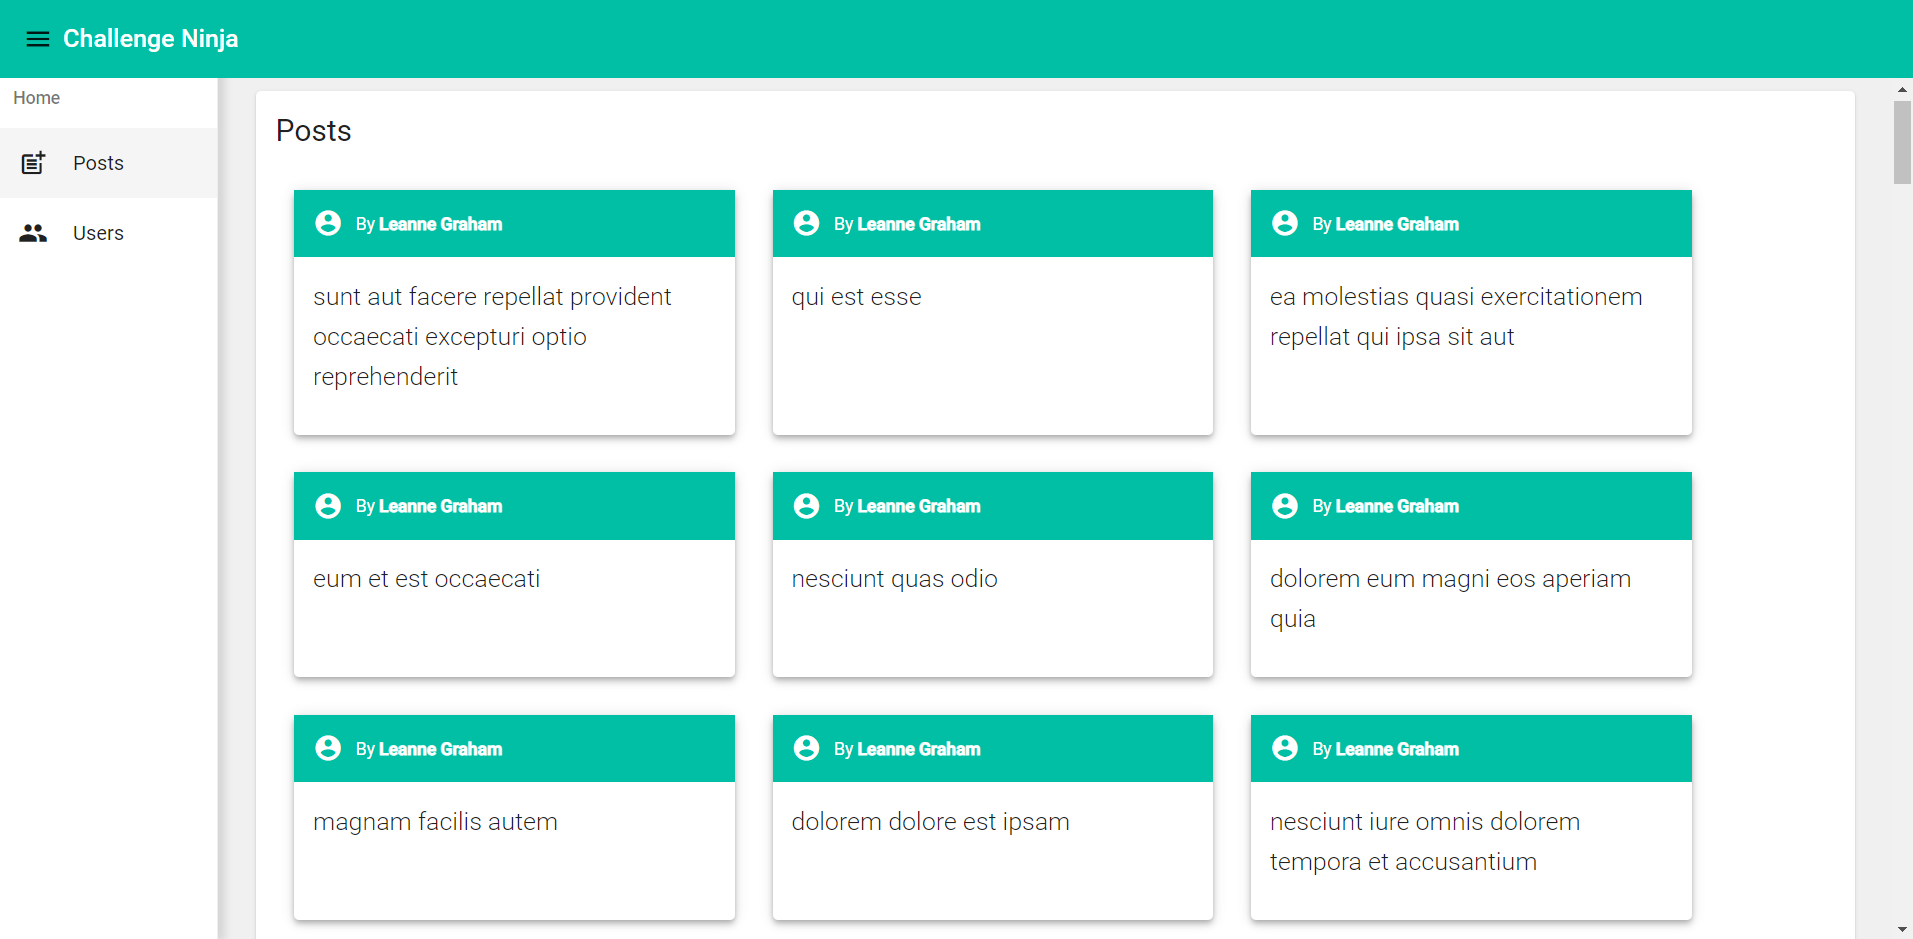 Challenge Ninja
Home
Posts
Users
Posts
By Leanne Graham
sunt aut facere repellat provident
occaecati excepturi optio
reprehenderit
By Leanne Graham
qui est esse
By Leanne Graham
ea molestias quasi exercitationem
repellat qui ipsa sit aut
By Leanne Graham
eum et est occaecati
By Leanne Graham
nesciunt quas odio
By Leanne Graham
dolorem eum magni eos aperiam
quia
By Leanne Graham
magnam facilis autem
By Leanne Graham
dolorem dolore est ipsam
By Leanne Graham
nesciunt iure omnis dolorem
tempora et accusantium